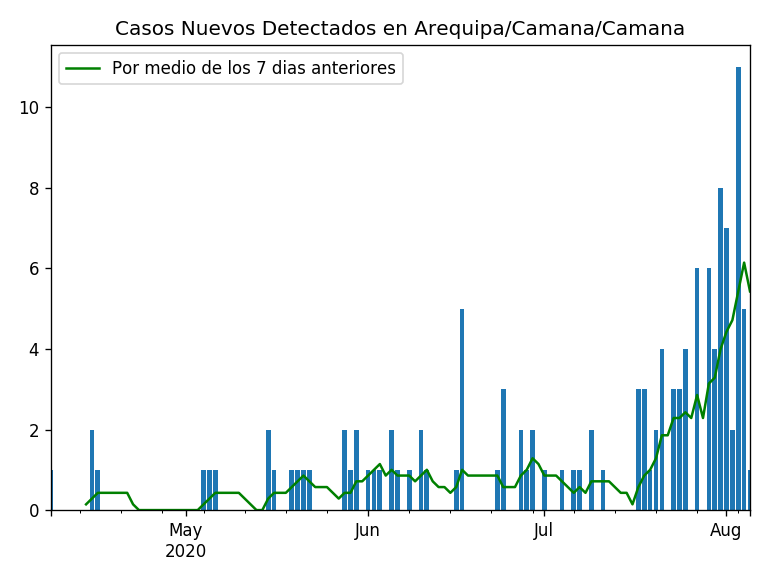 Casos Nuevos Detectados en Arequipa/Camana/Camana
Por medio de los 7 dias anteriores
10
8
6
4
2
0
May
2020
Jun
Jul
Aug